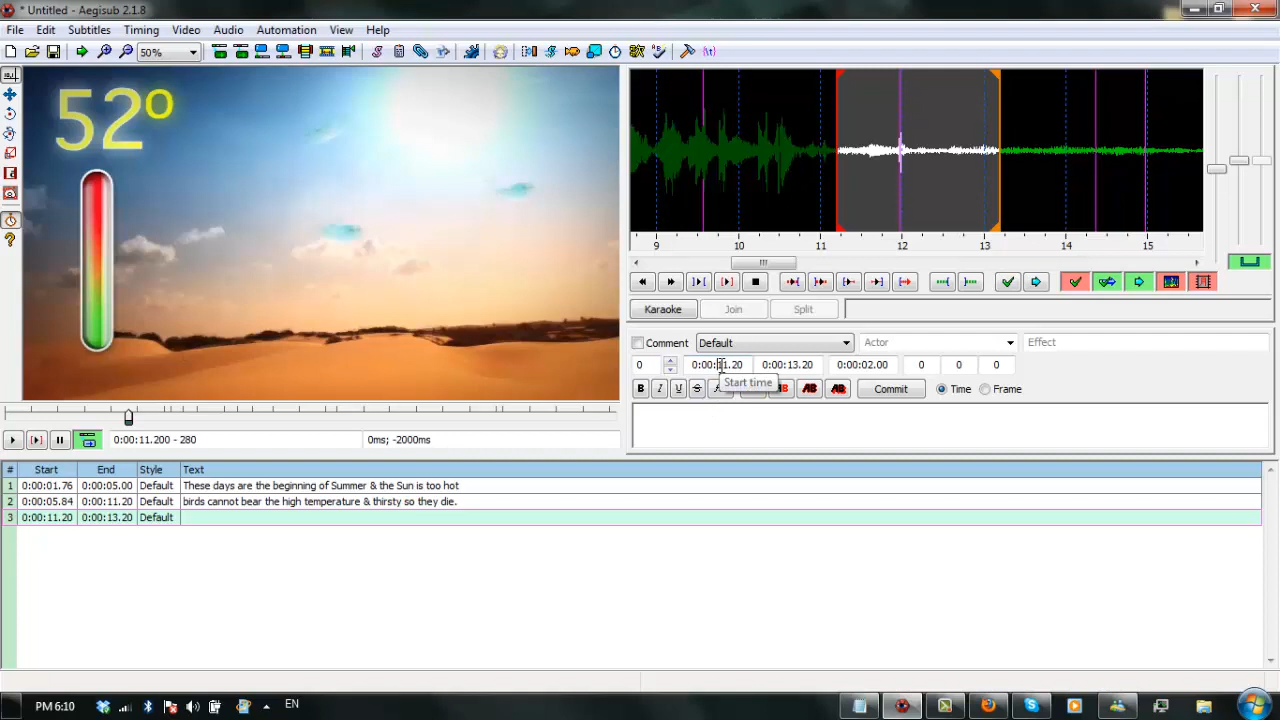 * Untitled - Aegisub 2.1.8
File Edit Subtitles Timing Video Audio Automation View Help
50%
52º
9 10 11 12 13 14 15
Karaoke Join Split
Comment Default Actor Effect
0 0:00:11.20 0:00:13.20 0:00:02.00 0 0 0
Start time
B I U S AB AB AB Commit Time Frame
0:00:11.200 - 280 0ms; -2000ms
# Start End Style Text
1 0:00:01.76 0:00:05.00 Default These days are the beginning of Summer & the Sun is too hot
2 0:00:05.84 0:00:11.20 Default birds cannot bear the high temperature & thirsty so they die.
3 0:00:11.20 0:00:13.20 Default
PM 6:10 EN